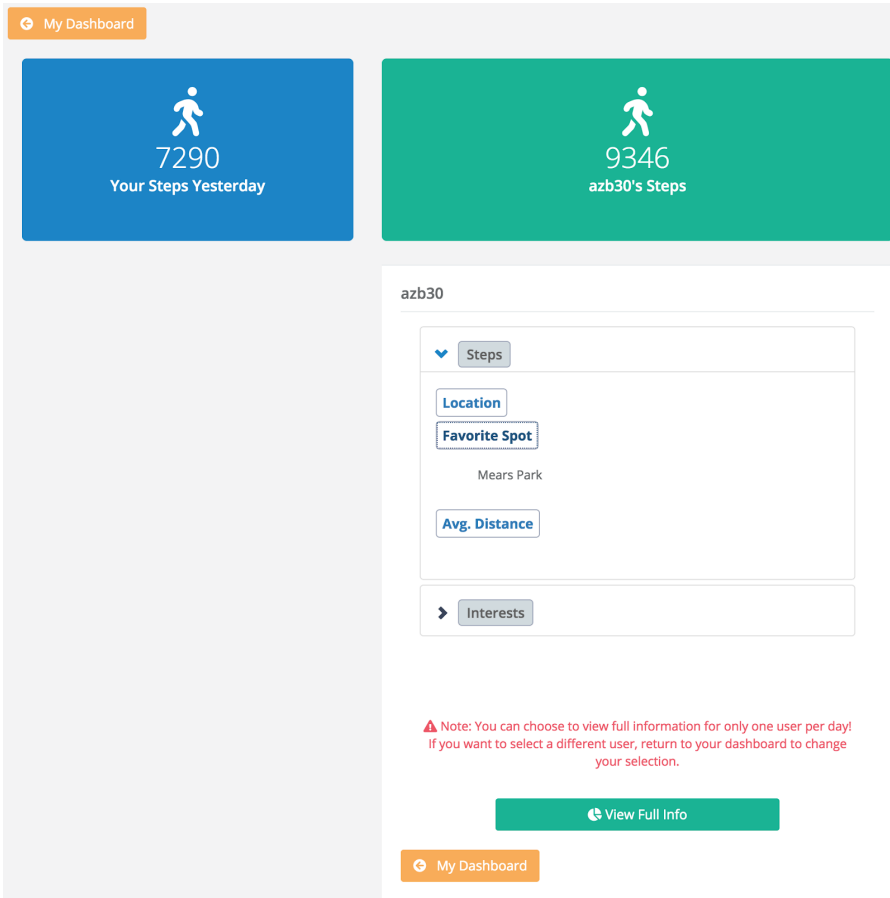 My Dashboard
7290
Your Steps Yesterday
9346
azb30's Steps
azb30
Steps
Location
Favorite Spot
Mears Park
Avg. Distance
Interests
Note: You can choose to view full information for only one user per day!
If you want to select a different user, return to your dashboard to change
your selection.
View Full Info
My Dashboard